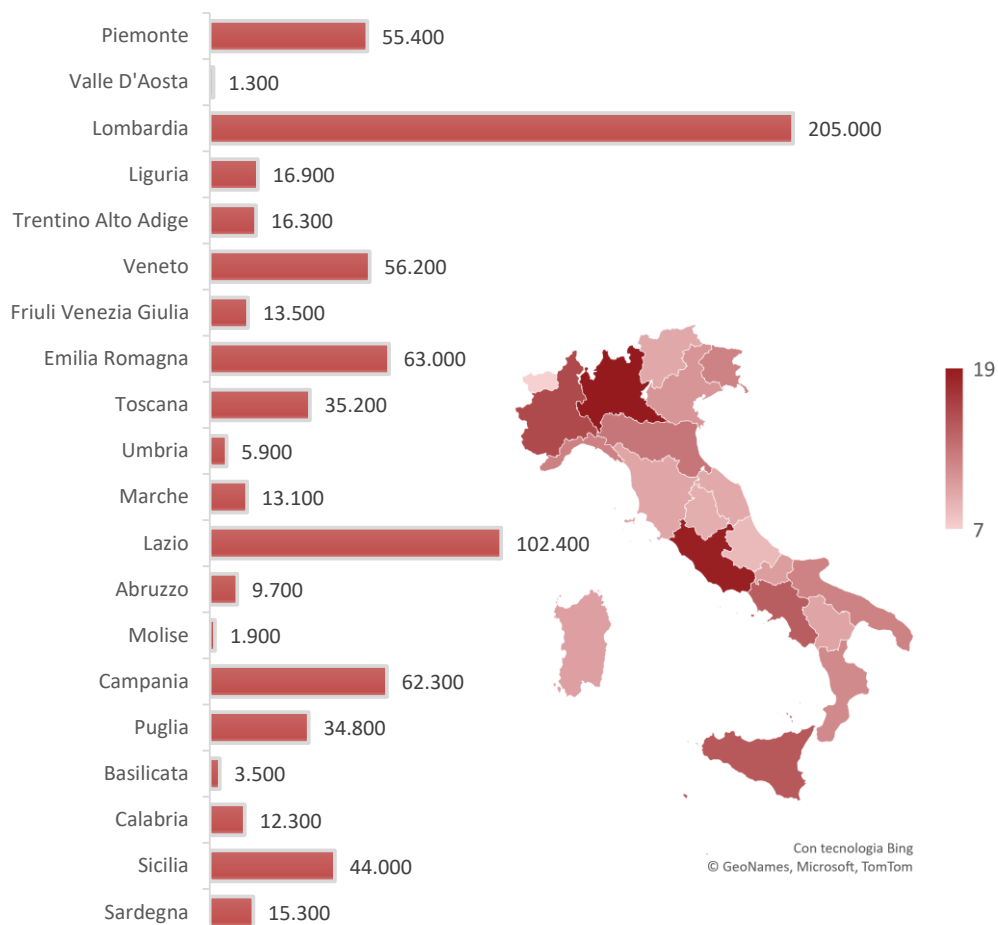 Piemonte 55.400
Valle D'Aosta 1.300
Lombardia 205.000
Liguria 16.900
Trentino Alto Adige 16.300
Veneto 56.200
Friuli Venezia Giulia 13.500
Emilia Romagna 63.000
Toscana 35.200
Umbria 5.900
Marche 13.100
Lazio 102.400
Abruzzo 9.700
Molise 1.900
Campania 62.300
Puglia 34.800
Basilicata 3.500
Calabria 12.300
Sicilia 44.000
Sardegna 15.300
19
7
Con tecnologia Bing
© GeoNames, Microsoft, TomTom